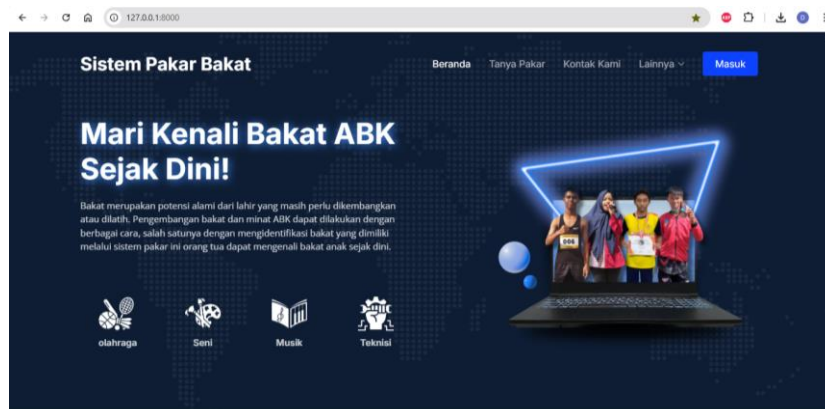 127.0.0.1:8000
Sistem Pakar Bakat
Beranda
Tanya Pakar
Kontak Kami
Lainnya
Masuk
Mari Kenali Bakat ABK
Sejak Dini!
Bakat merupakan potensi alami dari lahir yang masih perlu dikembangkan
atau dilatih. Pengembangan bakat dan minat ABK dapat dilakukan dengan
berbagai cara, salah satunya dengan mengidentifikasi bakat yang dimiliki
melalui sistem pakar ini orang tua dapat mengenali bakat anak sejak dini.
olahraga
Seni
Musik
Teknisi